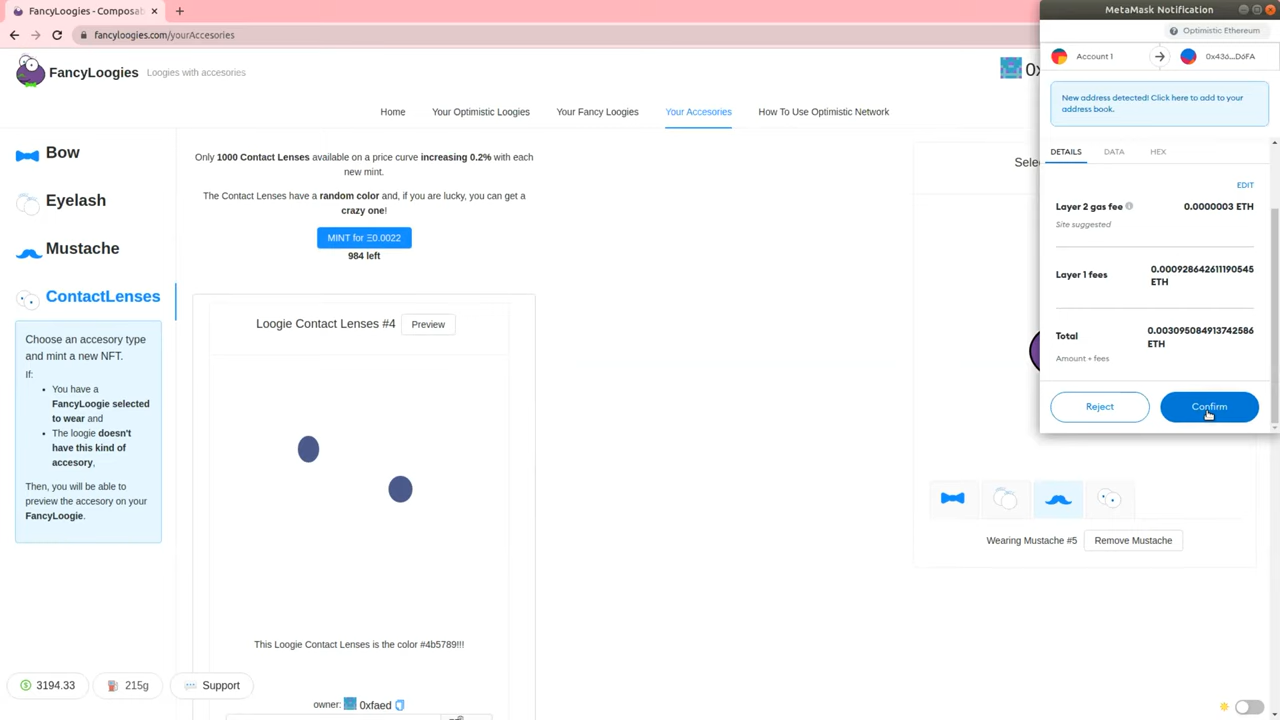 FancyLoogies - Composab
fancyloogies.com/yourAccesories
FancyLoogies
Loogies with accesories
Home
Your Optimistic Loogies
Your Fancy Loogies
Your Accesories
How To Use Optimistic Network
Bow
Eyelash
Mustache
ContactLenses
Choose an accesory type
and mint a new NFT.
If:
You have a
FancyLoogie selected
to wear and
The loogie doesn't
have this kind of
accesory,
Then, you will be able to
preview the accesory on your
FancyLoogie.
Only 1000 Contact Lenses available on a price curve increasing 0.2% with each
new mint.
The Contact Lenses have a random color and, if you are lucky, you can get a
crazy one!
MINT for Ξ0.0022
984 left
Loogie Contact Lenses #4
Preview
This Loogie Contact Lenses is the color #4b5789!!!
owner: 0xfaed
3194.33
215g
Support
0x
Selec
Wearing Mustache #5
Remove Mustache
MetaMask Notification
Optimistic Ethereum
Account 1
0x436...D6FA
New address detected! Click here to add to your
address book.
DETAILS
DATA
HEX
EDIT
Layer 2 gas fee
0.0000003 ETH
Site suggested
Layer 1 fees
0.000928642611190545
ETH
Total
0.003095084913742586
ETH
Amount + fees
Reject
Confirm